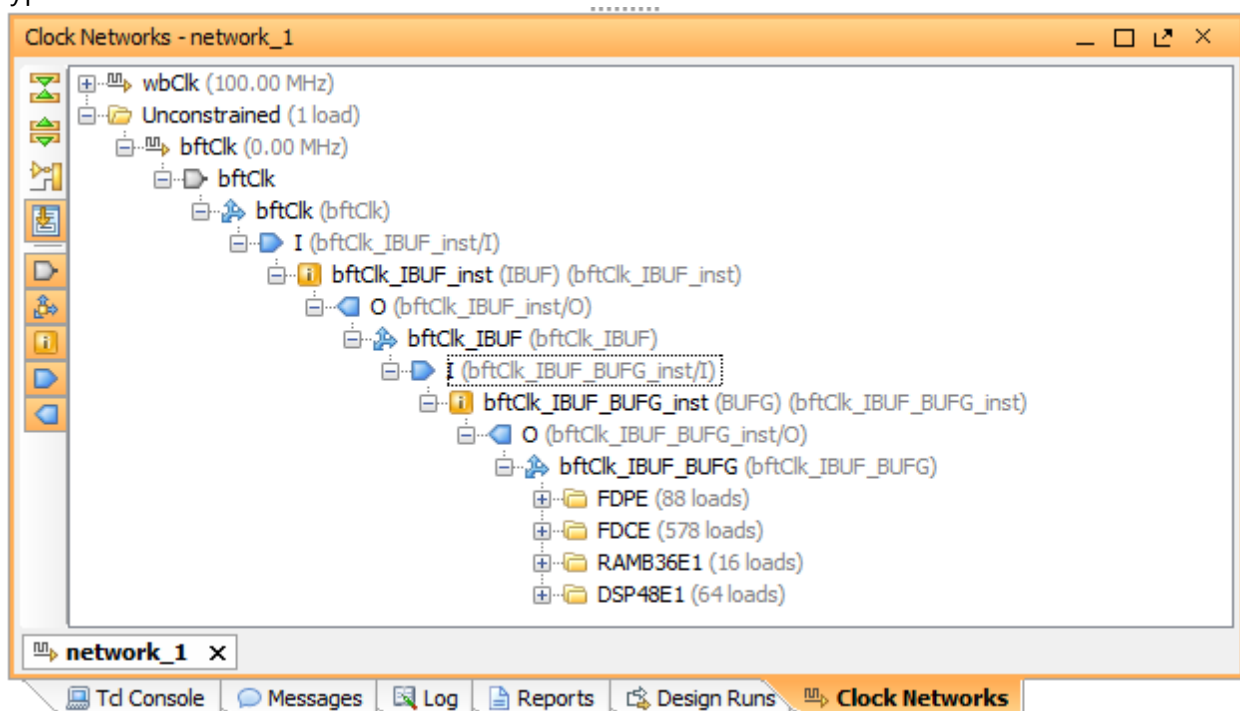 Clock Networks - network_1
wbClk (100.00 MHz)
Unconstrained (1 load)
bftClk (0.00 MHz)
bftClk
bftClk (bftClk)
I (bftClk_IBUF_inst/I)
bftClk_IBUF_inst (IBUF) (bftClk_IBUF_inst)
O (bftClk_IBUF_inst/O)
bftClk_IBUF (bftClk_IBUF)
I (bftClk_IBUF_BUFG_inst/I)
bftClk_IBUF_BUFG_inst (BUFG) (bftClk_IBUF_BUFG_inst)
O (bftClk_IBUF_BUFG_inst/O)
bftClk_IBUF_BUFG (bftClk_IBUF_BUFG)
FDPE (88 loads)
FDCE (578 loads)
RAMB36E1 (16 loads)
DSP48E1 (64 loads)
network_1
Tcl Console Messages Log Reports Design Runs Clock Networks